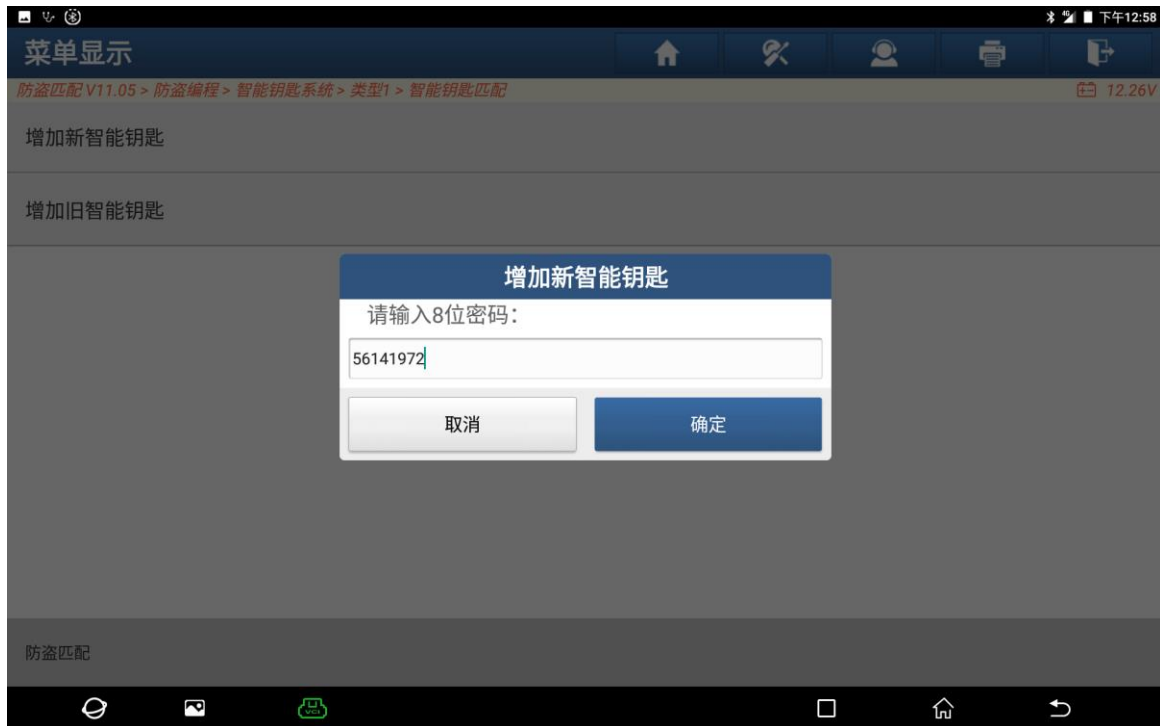 下午12:58
菜单显示
防盗匹配 V11.05 > 防盗编程 > 智能钥匙系统 > 类型1 > 智能钥匙匹配
12.26V
增加新智能钥匙
增加旧智能钥匙
增加新智能钥匙
请输入8位密码：
56141972
取消
确定
防盗匹配
VCI